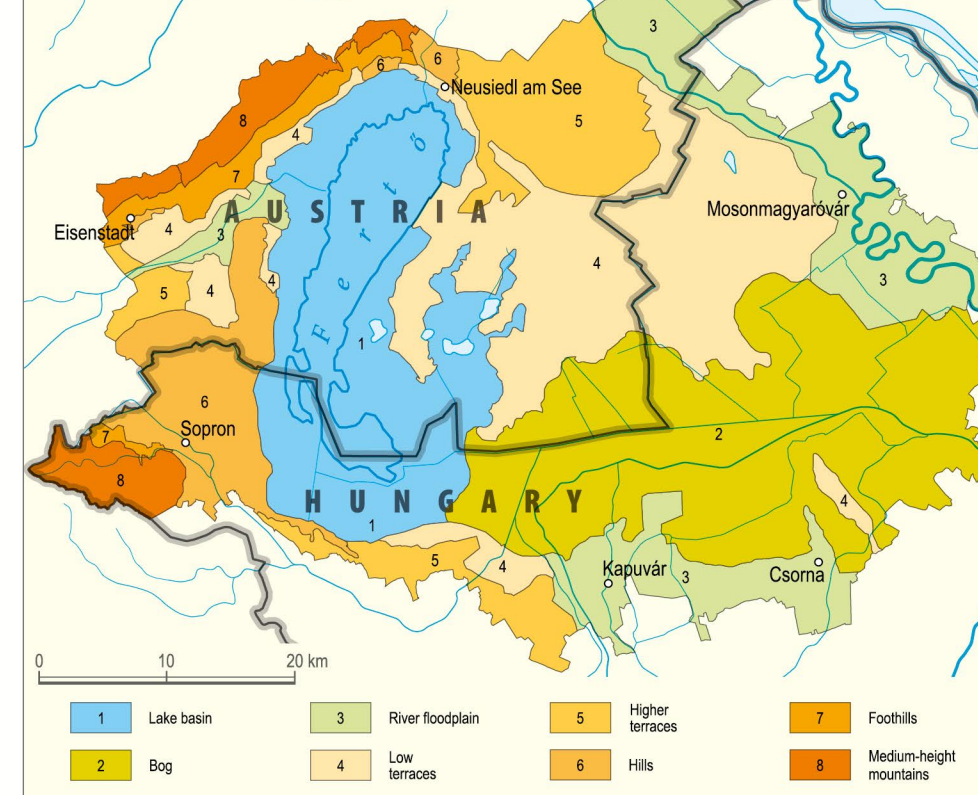 3
6
6
Neusiedl am See
5
8
4
7
Fertő
AUSTRIA
Mosonmagyaróvár
Eisenstadt
4
3
4
3
5
4
4
1
6
7
Sopron
2
8
4
HUNGARY
1
5
4
Kapuvár
3
Csorna
0 10 20 km
1 Lake basin
3 River floodplain
5 Higher
terraces
7 Foothills
2 Bog
4 Low
terraces
6 Hills
8 Medium-height
mountains